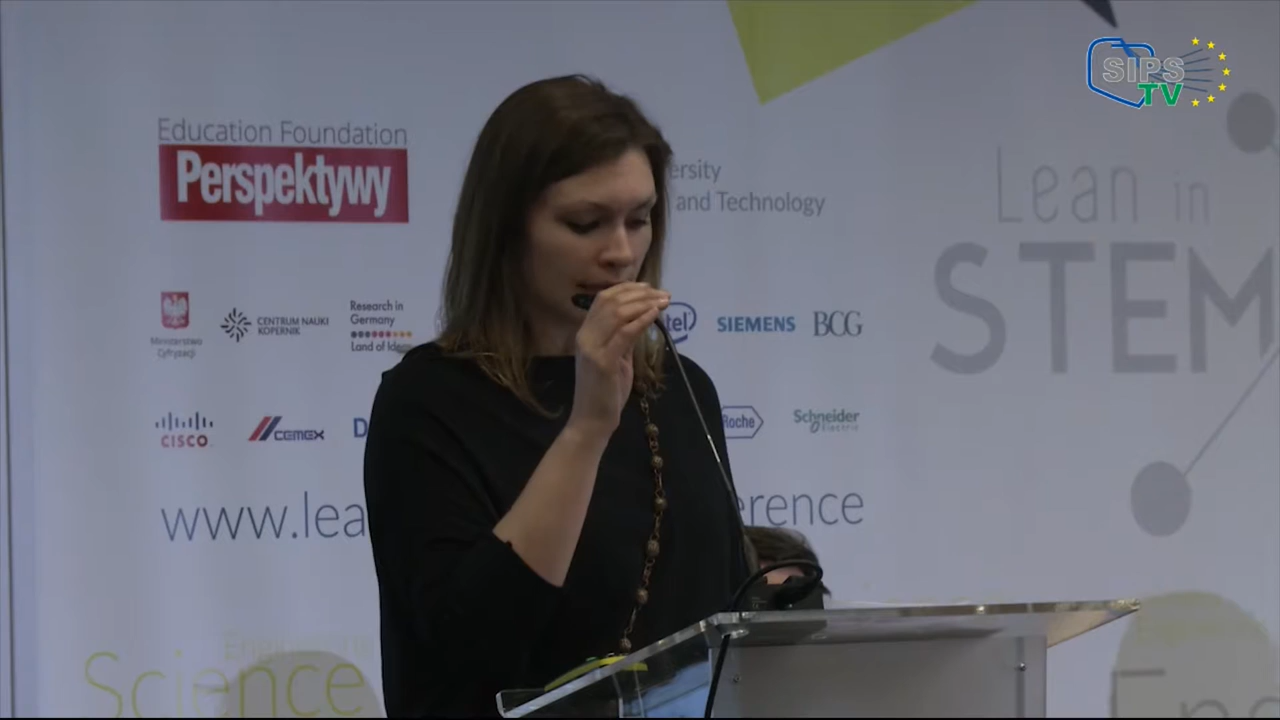 SIPS
TV
Education Foundation
Perspektywy
ersity
and Technology
Lean in
STEM
Ministerstwo
Cyfryzacji
CENTRUM NAUKI
KOPERNIK
Research in
Germany
Land of Ideas
tel
SIEMENS
BCG
CISCO
CEMEX
D
Roche
Schneider
Electric
www.lea
erence
Science
Eng